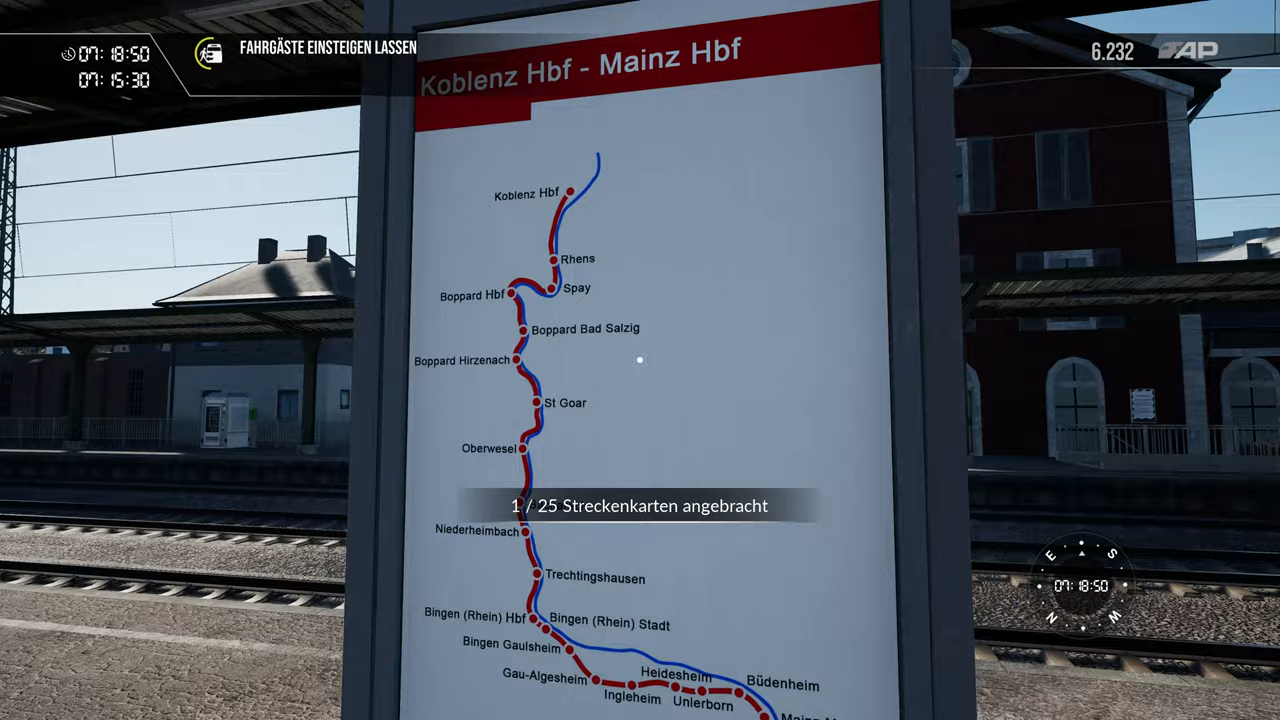 07:18:50
07:15:30
FAHRGÄSTE EINSTEIGEN LASSEN
6.232 AP
Koblenz Hbf - Mainz Hbf
Koblenz Hbf
Rhens
Spay
Boppard Hbf
Boppard Bad Salzig
Boppard Hirzenach
St Goar
Oberwesel
1 / 25 Streckenkarten angebracht
Niederheimbach
Trechtingshausen
Bingen (Rhein) Hbf
Bingen (Rhein) Stadt
Bingen Gaulsheim
Gau-Algesheim
Ingleheim
Heidesheim
Unlerborn
Büdenheim
E S
07:18:50
N W